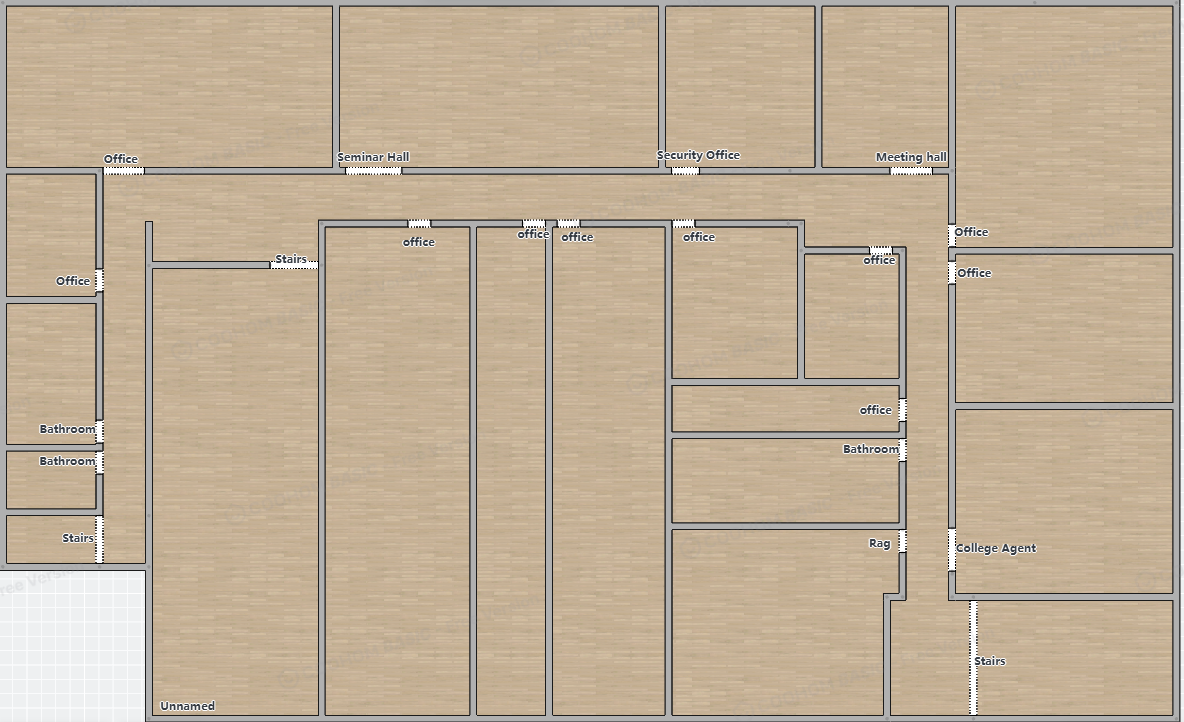 Office
Seminar Hall
Security Office
Meeting hall
Office
office
office
office
office
Stairs
office
Office
Office
office
Bathroom
Bathroom
Bathroom
Stairs
Rag
College Agent
Stairs
Unnamed